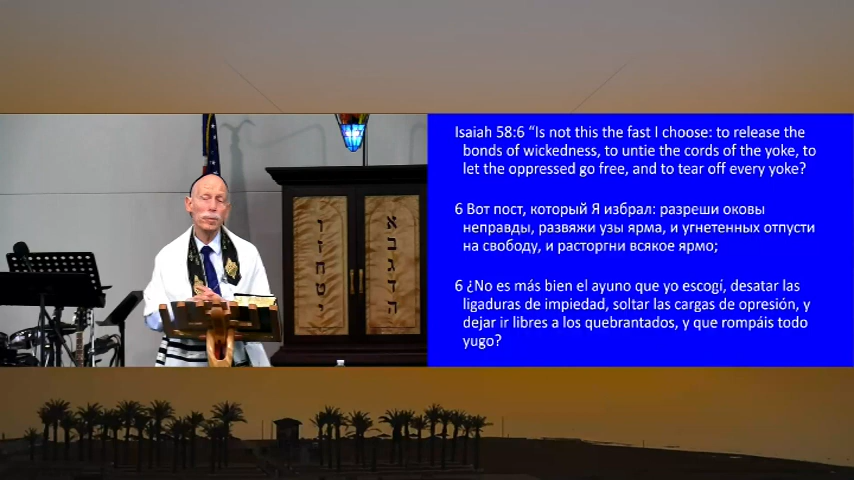 Isaiah 58:6 “Is not this the fast I choose: to release the
bonds of wickedness, to untie the cords of the yoke, to
let the oppressed go free, and to tear off every yoke?
6 Вот пост, который Я избрал: разреши оковы
неправды, развяжи узы ярма, и угнетенных отпусти
на свободу, и расторгни всякое ярмо;
6 ¿No es más bien el ayuno que yo escogí, desatar las
ligaduras de impiedad, soltar las cargas de opresión, y
dejar ir libres a los quebrantados, y que rompáis todo
yugo?
א
ב
ג
ד
ה
ו
ז
ח
ט
י